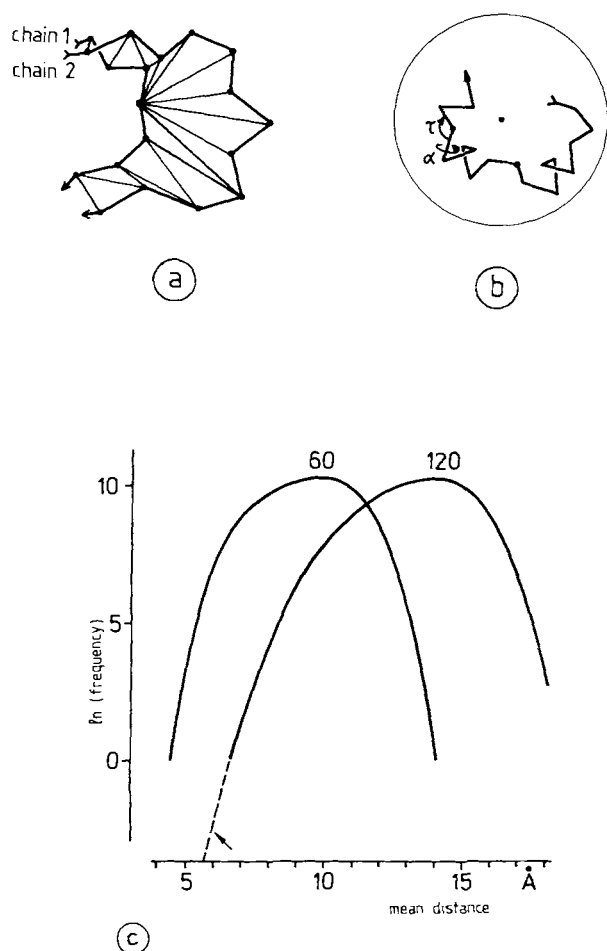 chain 1
chain 2
a
τ
α
b
60
120
10
5
0
ln (frequency)
5
10
15
Å
mean distance
c